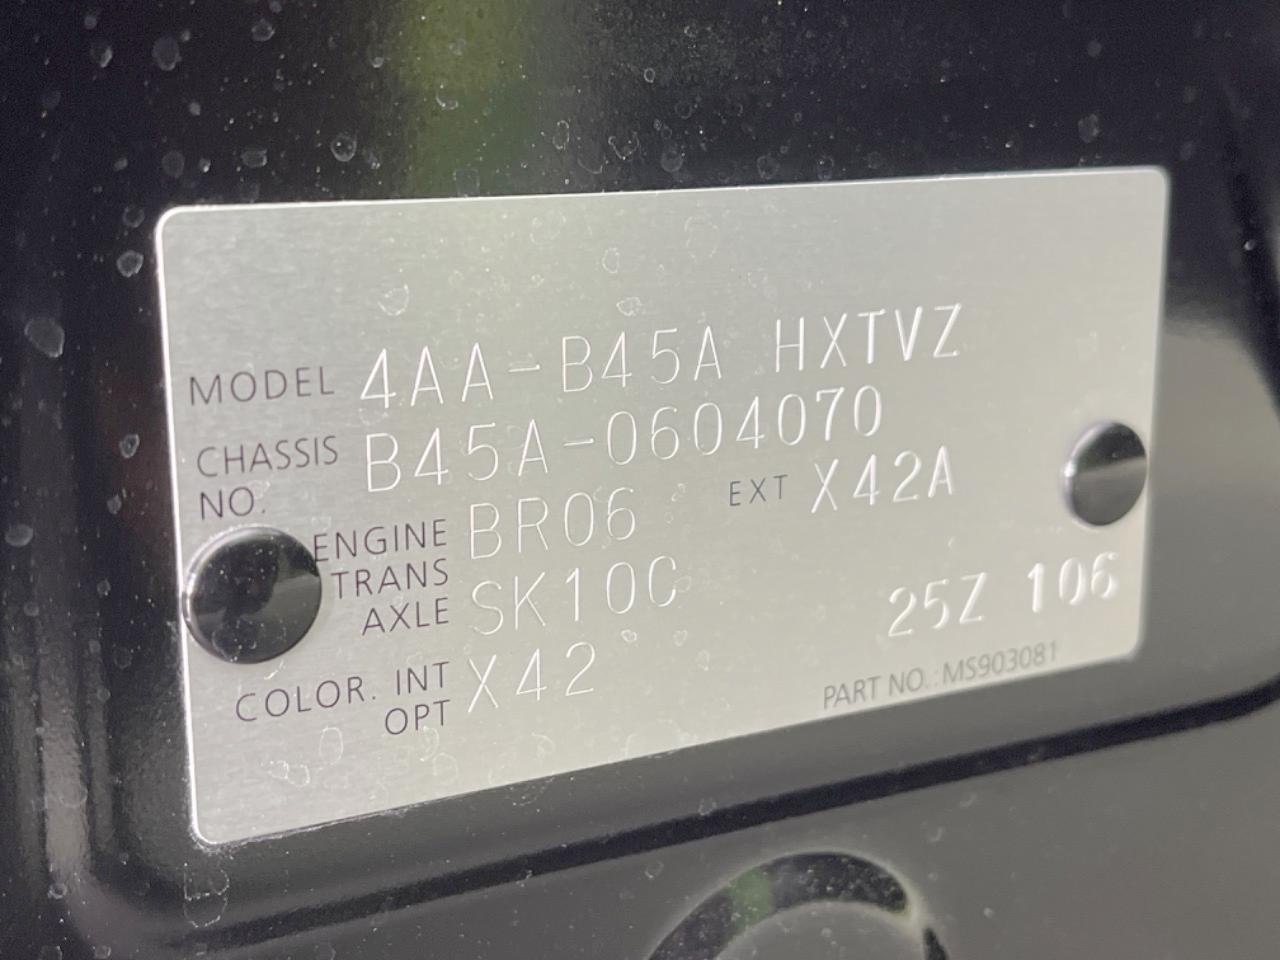 MODEL 4AA-B45A HXTVZ
CHASSIS NO. B45A-0604070
ENGINE BR06 EXT X42A
TRANS AXLE SK10C
25Z 106
COLOR. INT OPT X42
PART NO.:MS903081